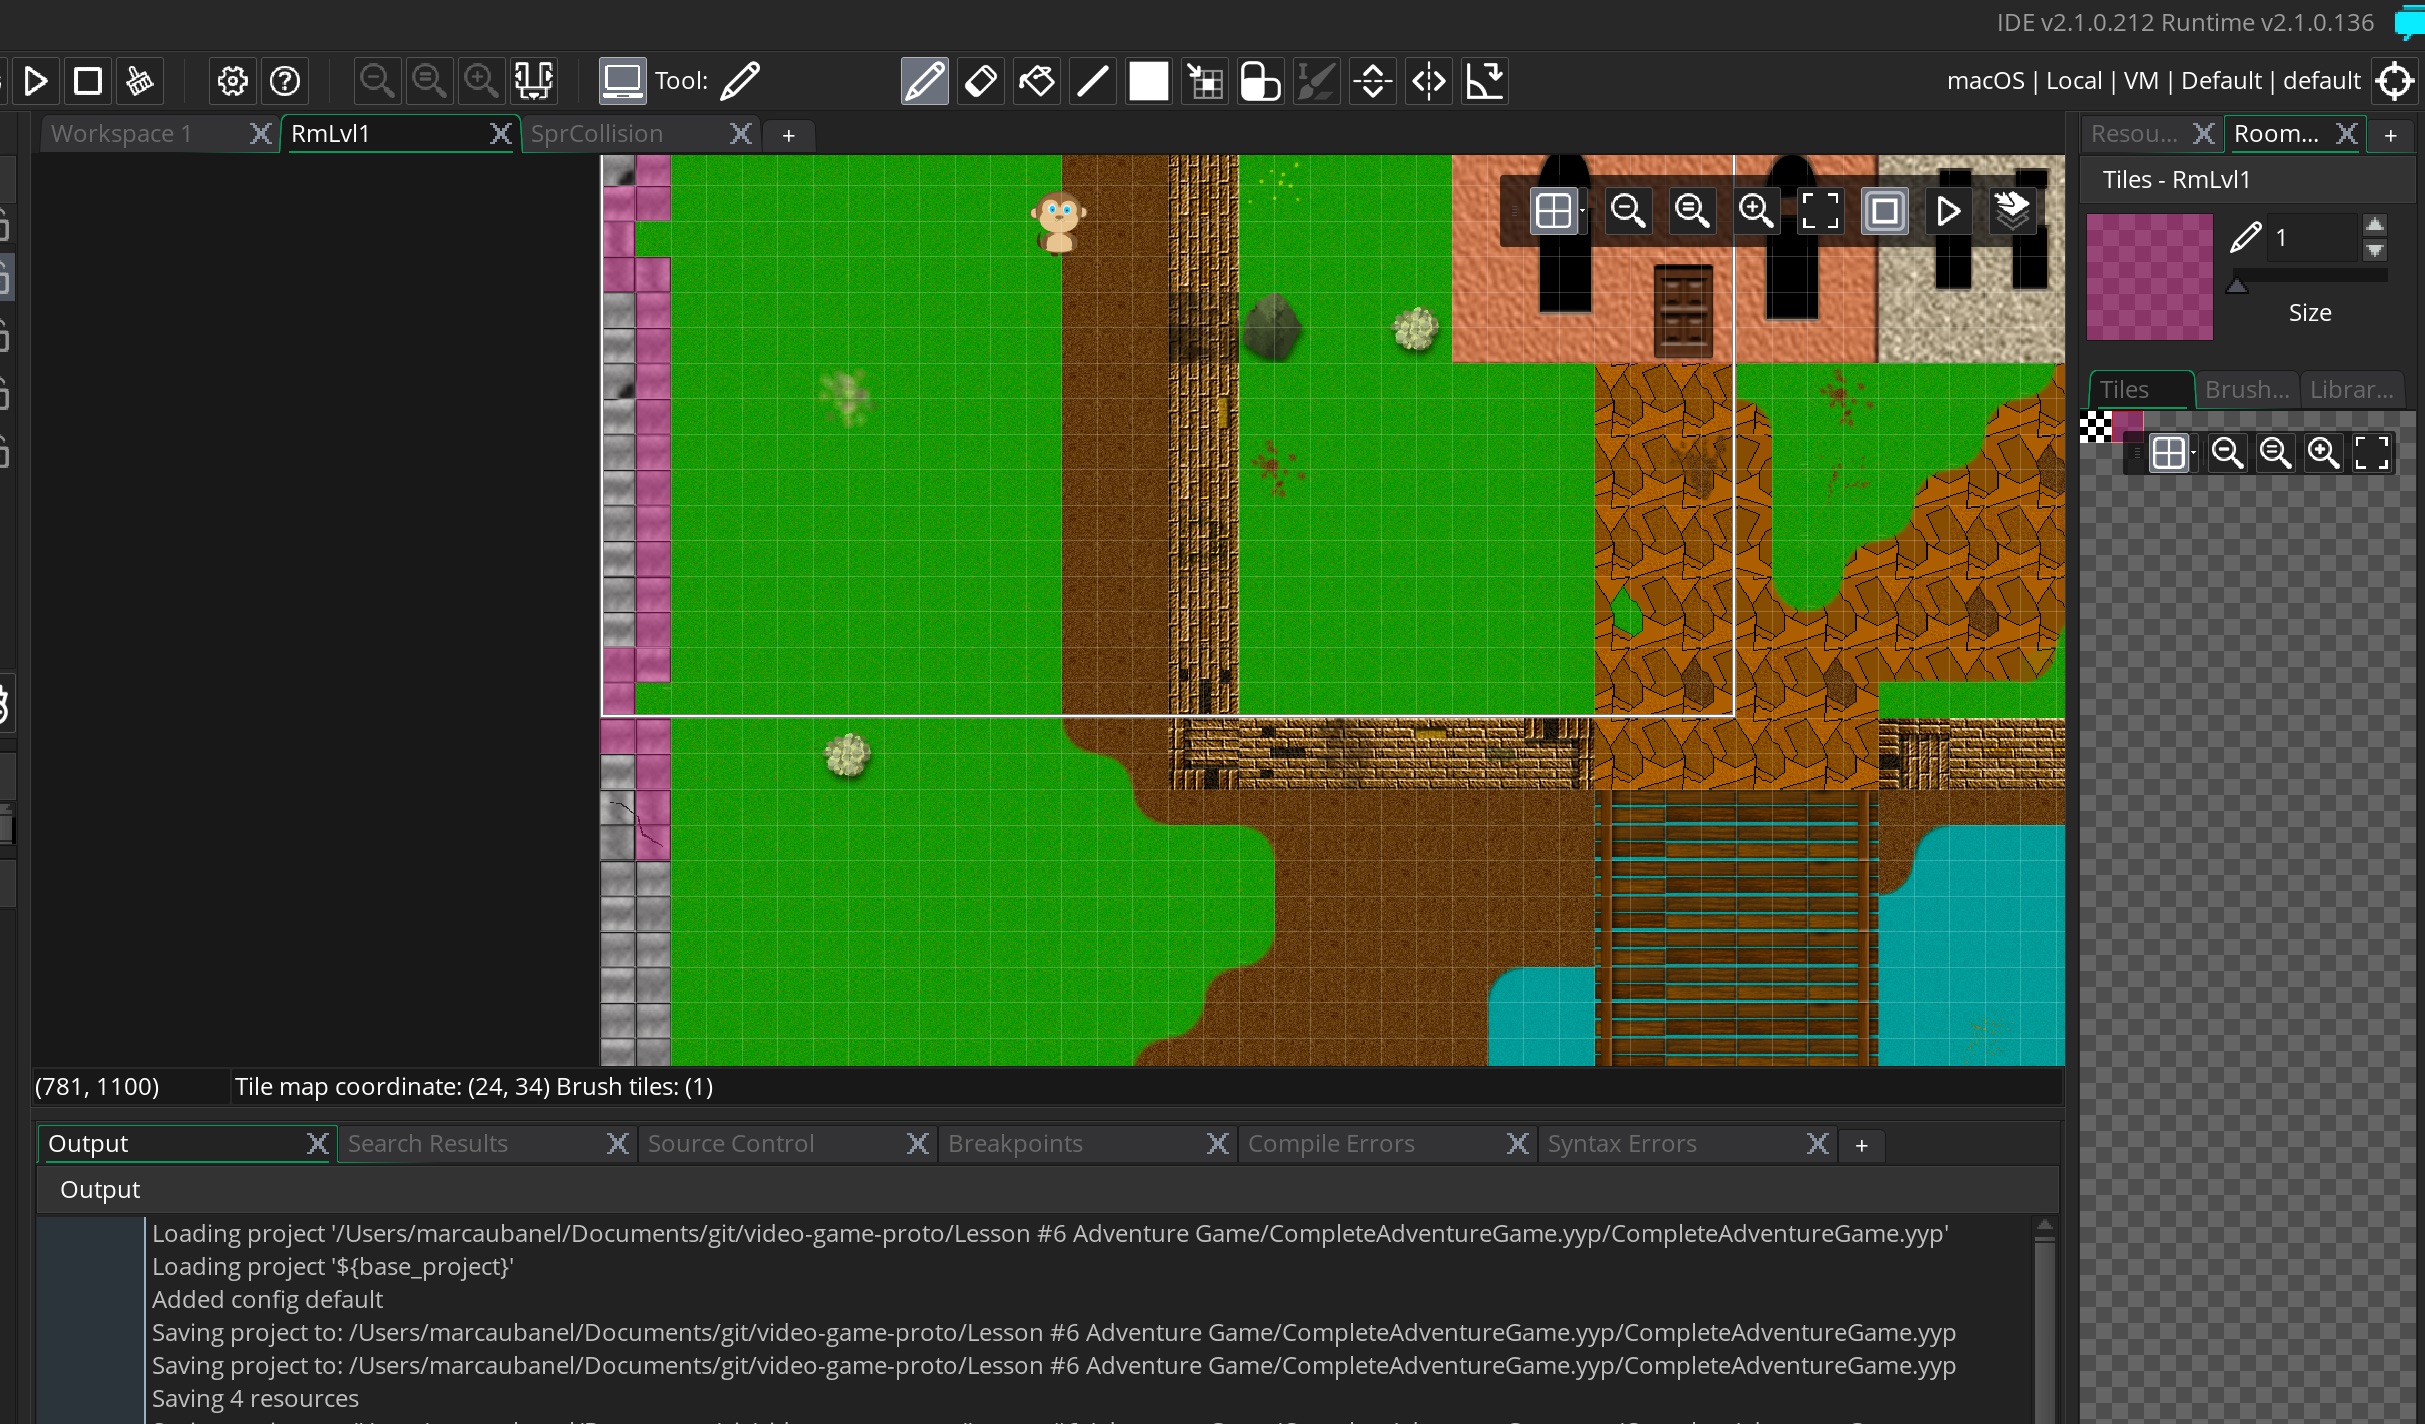 IDE v2.1.0.212 Runtime v2.1.0.136
Tool:
macOS | Local | VM | Default | default
Workspace 1
RmLvl1
SprCollision
+
Resou...
Room...
+
Tiles - RmLvl1
1
Size
Tiles
Brush...
Librar...
(781, 1100)
Tile map coordinate: (24, 34) Brush tiles: (1)
Output
Search Results
Source Control
Breakpoints
Compile Errors
Syntax Errors
+
Output
Loading project '/Users/marcaubanel/Documents/git/video-game-proto/Lesson #6 Adventure Game/CompleteAdventureGame.yyp/CompleteAdventureGame.yyp'
Loading project '${base_project}'
Added config default
Saving project to: /Users/marcaubanel/Documents/git/video-game-proto/Lesson #6 Adventure Game/CompleteAdventureGame.yyp/CompleteAdventureGame.yyp
Saving project to: /Users/marcaubanel/Documents/git/video-game-proto/Lesson #6 Adventure Game/CompleteAdventureGame.yyp/CompleteAdventureGame.yyp
Saving 4 resources